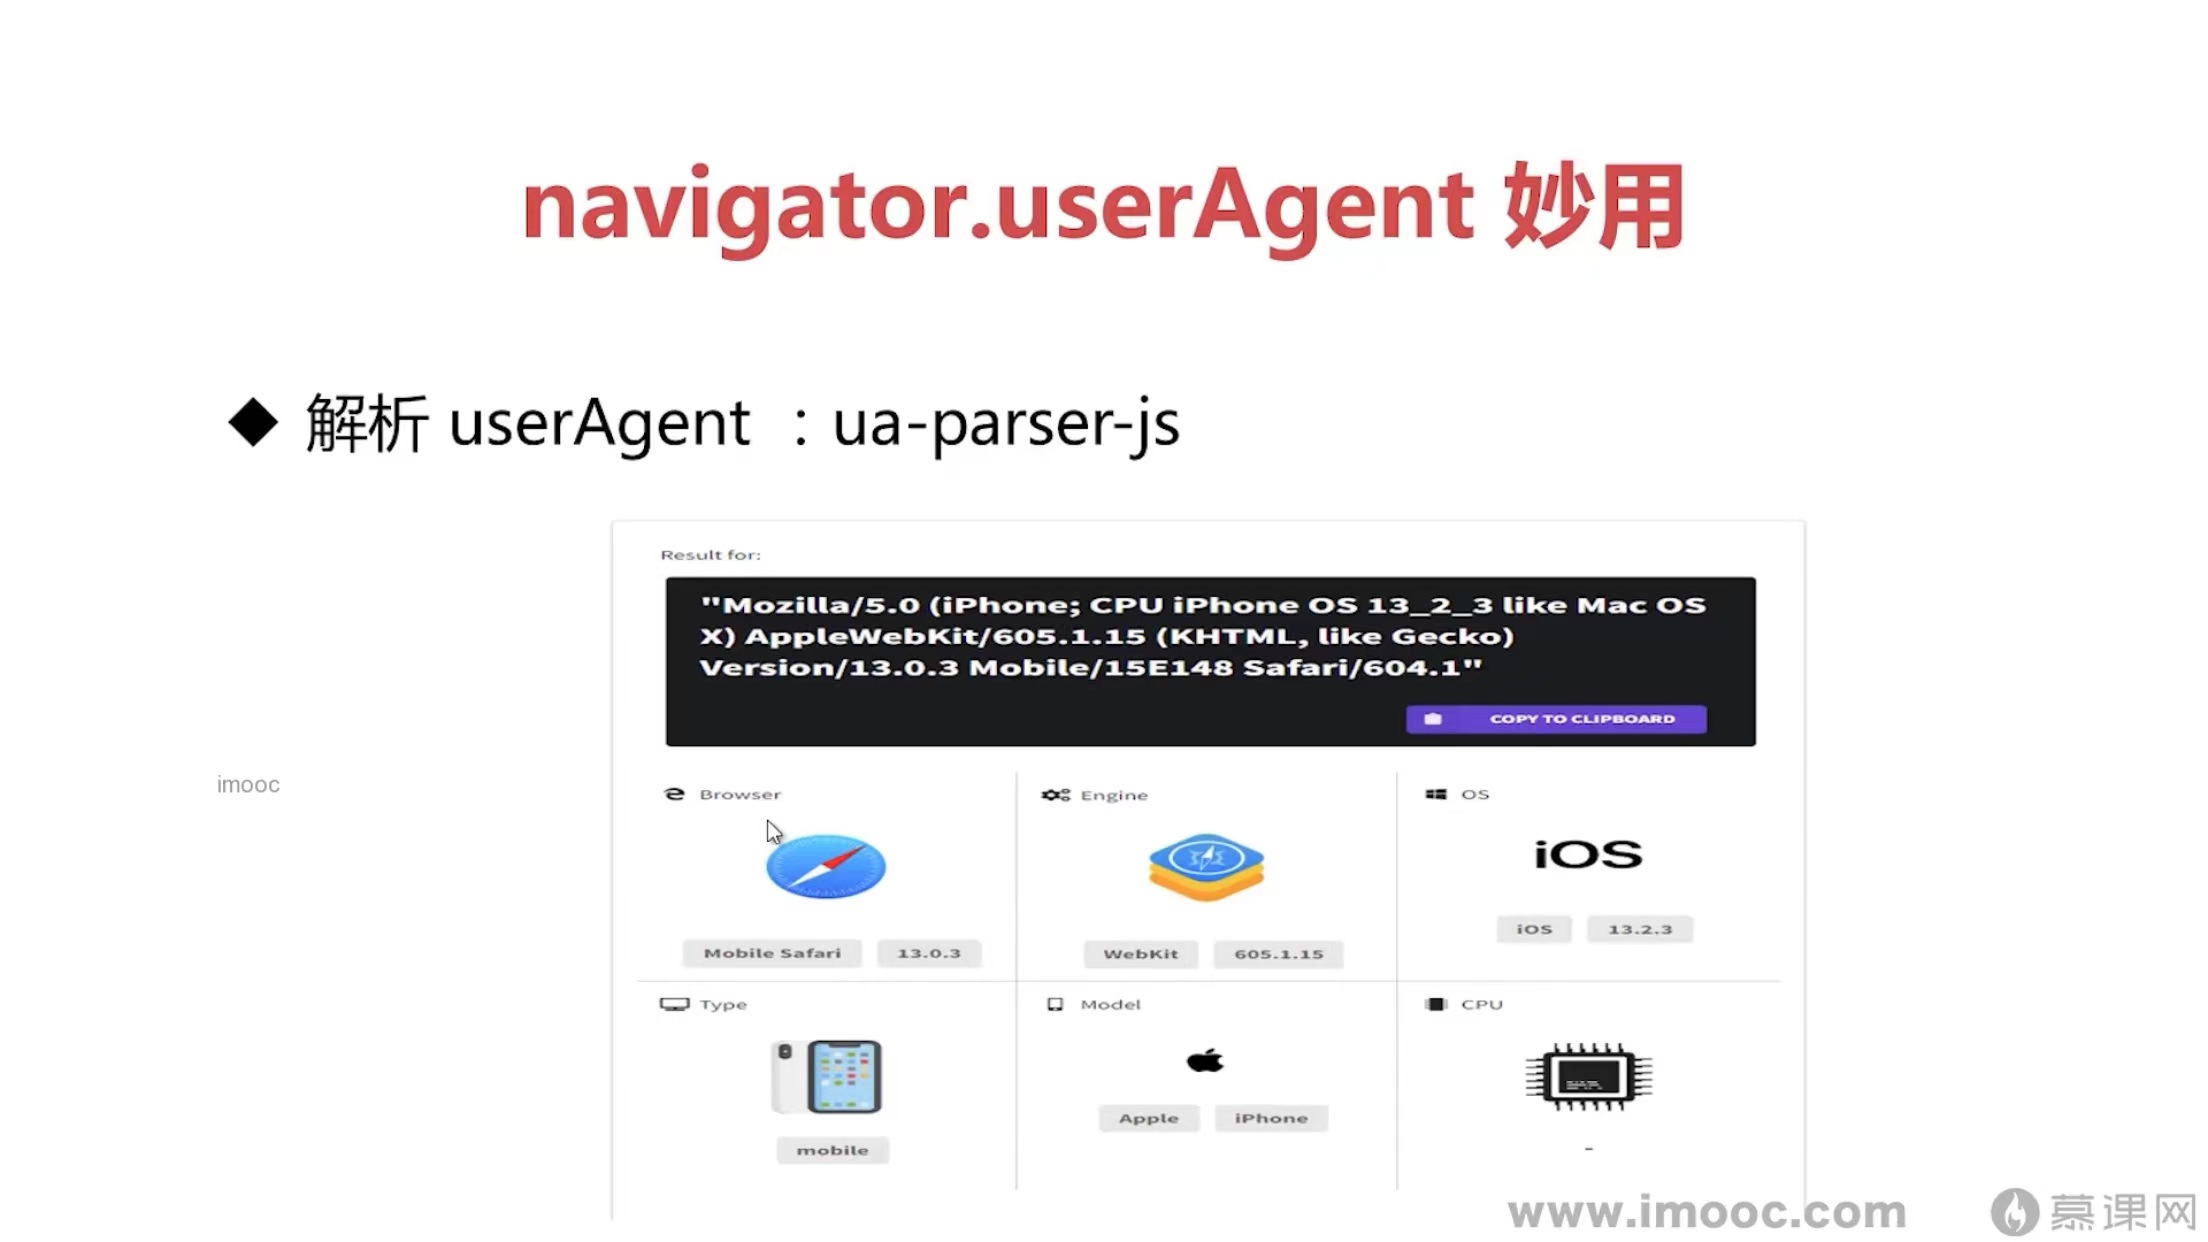 navigator.userAgent 妙用
◆ 解析 userAgent ：ua-parser-js
Result for:
"Mozilla/5.0 (iPhone; CPU iPhone OS 13_2_3 like Mac OS
X) AppleWebKit/605.1.15 (KHTML, like Gecko)
Version/13.0.3 Mobile/15E148 Safari/604.1"
COPY TO CLIPBOARD
imooc
Browser
Mobile Safari 13.0.3
Engine
WebKit 605.1.15
OS
iOS
iOS 13.2.3
Type
mobile
Model
Apple iPhone
CPU
-
www.imooc.com
慕课网